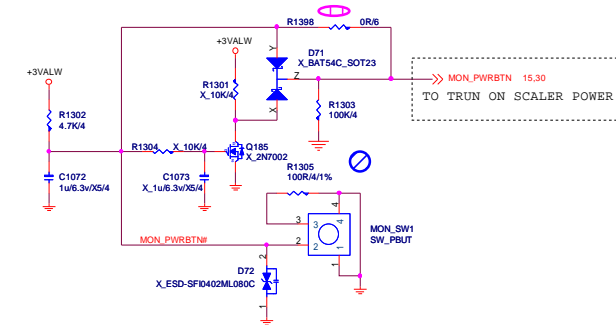 R1398 0R/6
+3VALW
D71
X_BAT54C_SOT23
Y
Z
X
+3VALW
R1301
X_10K/4
MON_PWRBTN 15,30
TO TRUN ON SCALER POWER
R1302
4.7K/4
R1303
100K/4
R1304 X_10K/4
Q185
X_2N7002
C1072
1u/6.3v/X5/4
C1073
X_1u/6.3v/X5/4
R1305
100R/4/1%
4
4
3
3
MON_SW1
SW_PBUT
2
2
1
1
MON_PWRBTN#
2
D72
X_ESD-SFI0402ML080C
1